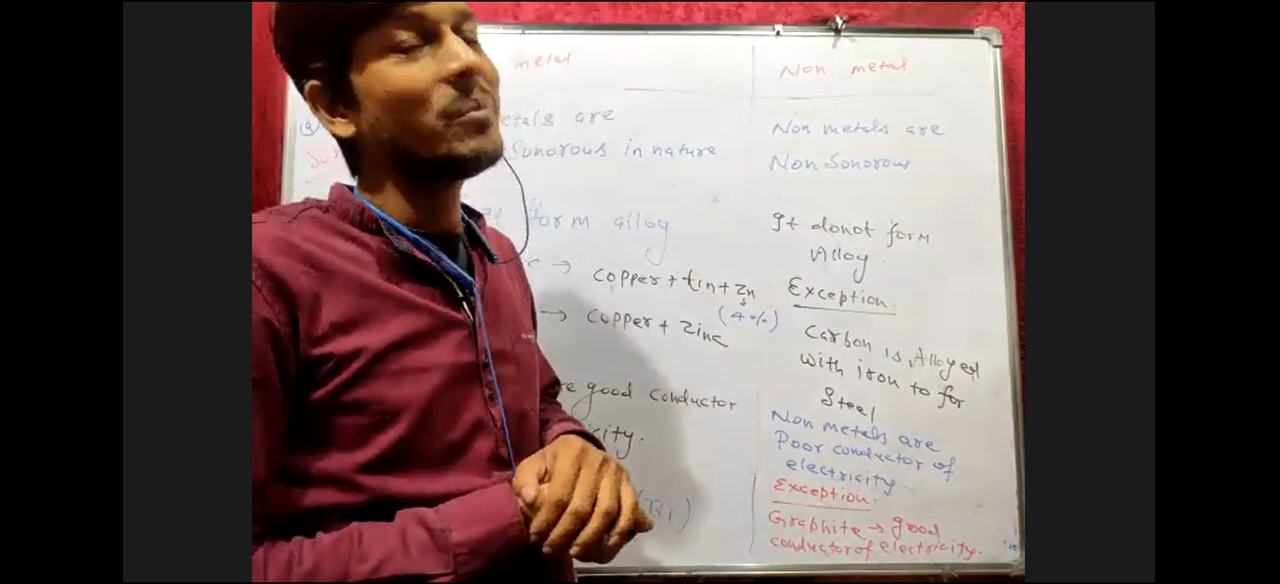 metal
Non metal
etals are
Sonorous in nature
form alloy
→ copper + tin + Zn
(4%)
→ copper + Zinc
good conductor
icity.
(Bi)
Non metals are
Non Sonorous
It donot form
Alloy.
Exception.
Carbon is Alloyed
with iron to for
Steel
Non metals are
Poor conductor of
electricity.
Exception.
Graphite → good
conductor of electricity.